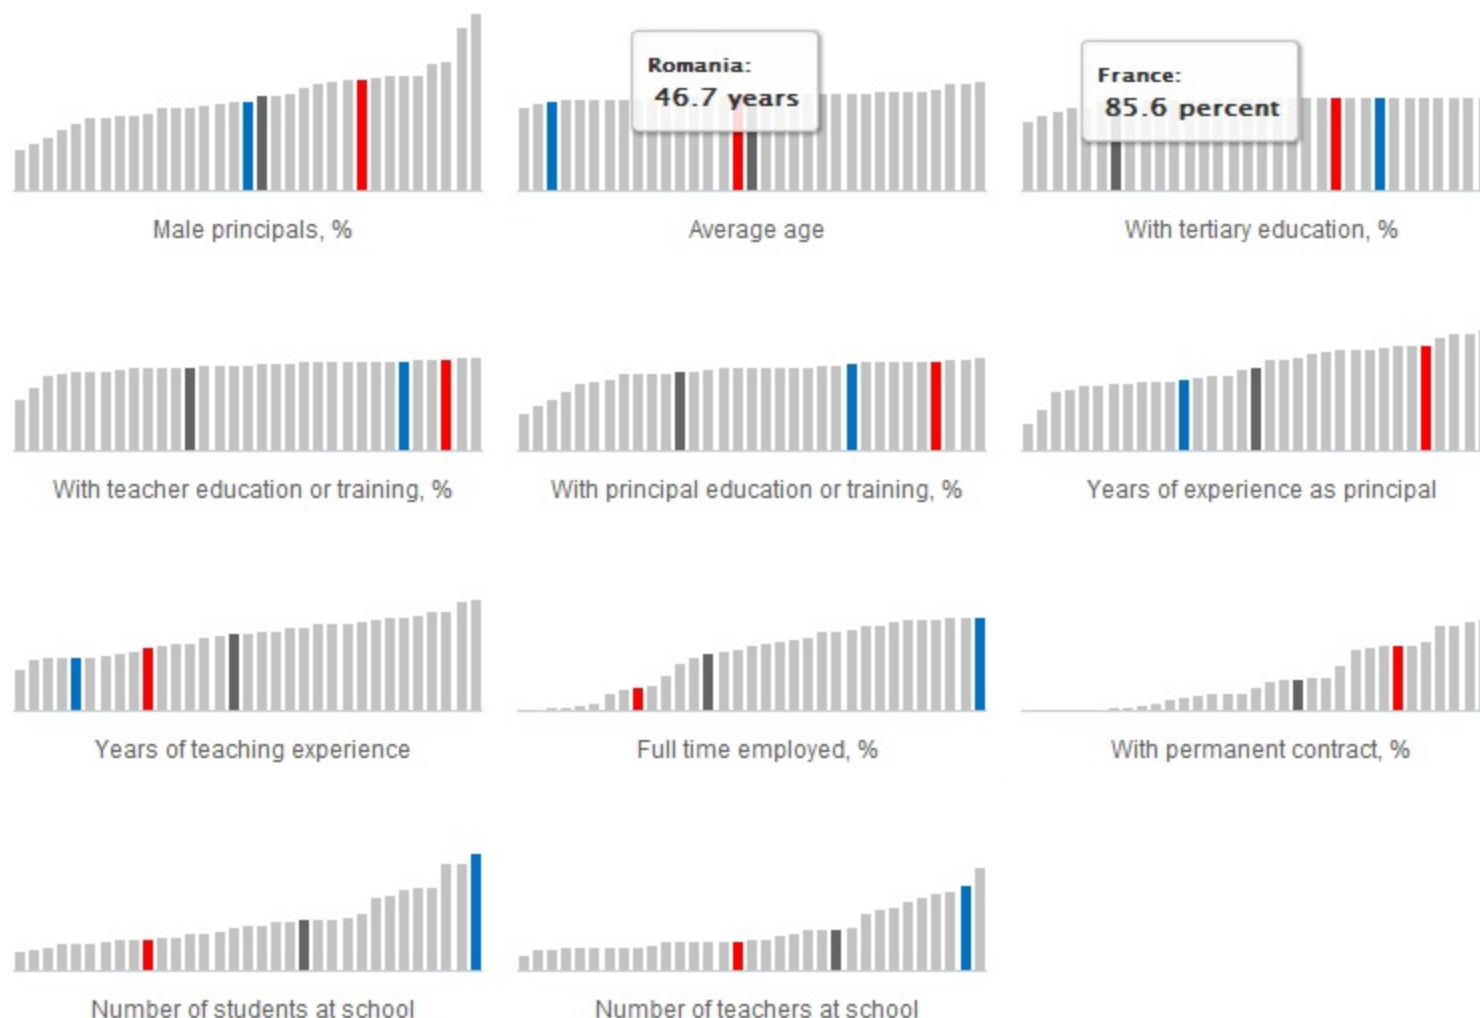 Romania:
46.7 years
France:
85.6 percent
Male principals, %
Average age
With tertiary education, %
With teacher education or training, %
With principal education or training, %
Years of experience as principal
Years of teaching experience
Full time employed, %
With permanent contract, %
Number of students at school
Number of teachers at school